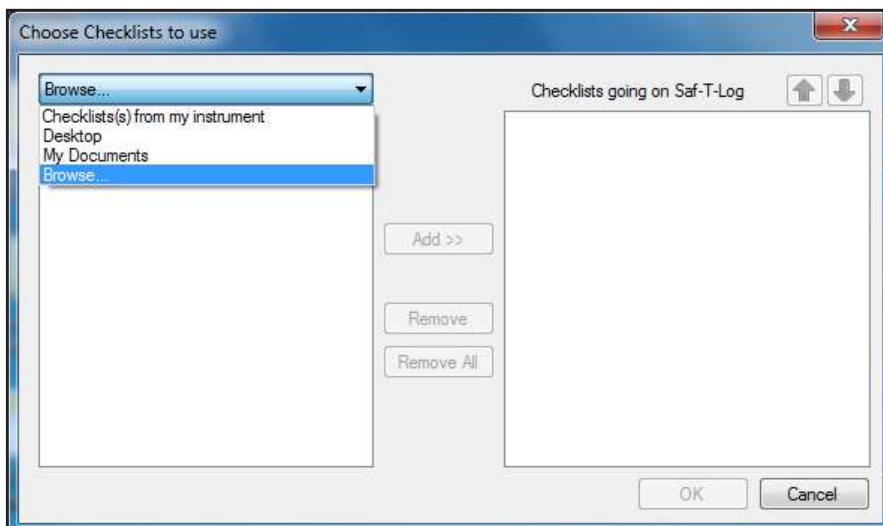 Choose Checklists to use
Browse...
Checklists going on Saf-T-Log
Checklists(s) from my instrument
Desktop
My Documents
Browse...
Add >>
Remove
Remove All
OK
Cancel